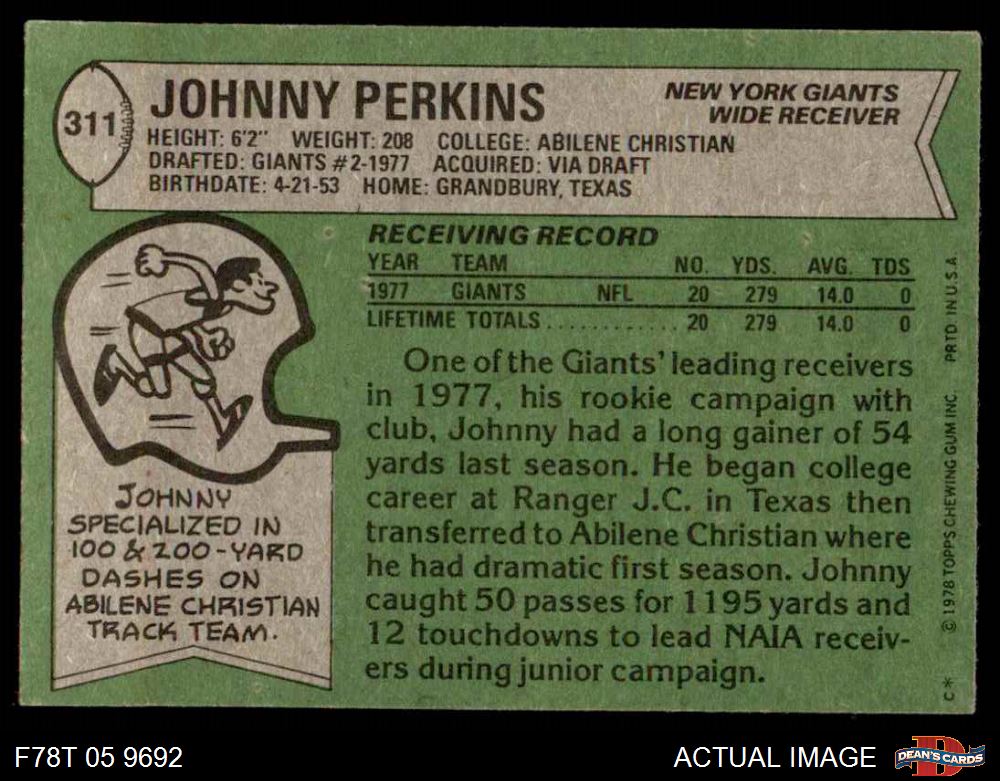 311
JOHNNY PERKINS
NEW YORK GIANTS
WIDE RECEIVER
HEIGHT: 6'2" WEIGHT: 208 COLLEGE: ABILENE CHRISTIAN
DRAFTED: GIANTS #2-1977 ACQUIRED: VIA DRAFT
BIRTHDATE: 4-21-53 HOME: GRANDBURY, TEXAS
RECEIVING RECORD
YEAR TEAM NO. YDS. AVG. TDS
1977 GIANTS NFL 20 279 14.0 0
LIFETIME TOTALS............ 20 279 14.0 0
One of the Giants' leading receivers
in 1977, his rookie campaign with
club, Johnny had a long gainer of 54
yards last season. He began college
career at Ranger J.C. in Texas then
transferred to Abilene Christian where
he had dramatic first season. Johnny
caught 50 passes for 1195 yards and
12 touchdowns to lead NAIA receiv-
ers during junior campaign.
JOHNNY
SPECIALIZED IN
100 & 200-YARD
DASHES ON
ABILENE CHRISTIAN
TRACK TEAM.
C* ©1978 TOPPS CHEWING GUM INC. PRTD. IN U.S.A.
F78T 05 9692
ACTUAL IMAGE
D
DEAN'S CARDS